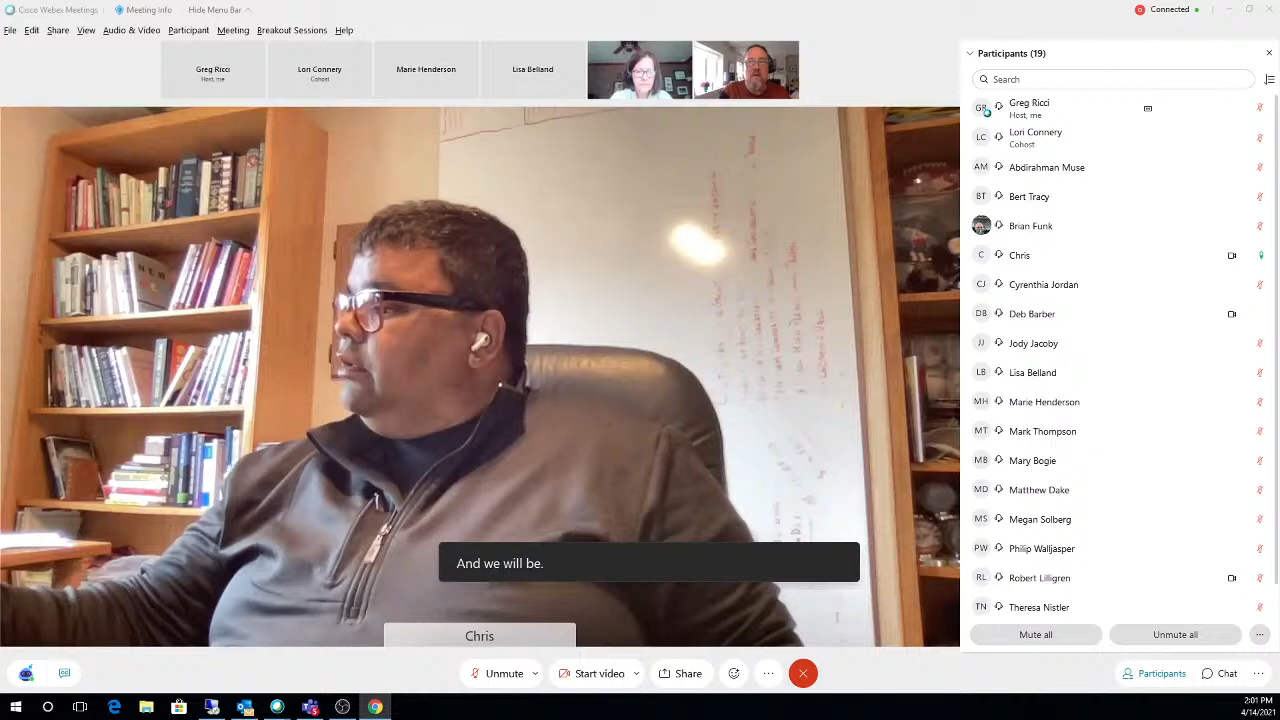 Cisco Webex Meetings
Meeting Info
Hide Menu Bar
Connected
File Edit Share View Audio & Video Participant Meeting Breakout Sessions Help
Greg Ricci
Host, me
Lori Connery
Cohost
Marie Henderson
Lisa Belland
Participants (19)
Search
GR Greg Ricci
Host, me
LC Lori Connery
Cohost
AM Abdirahman Muse
BT Bert Tracy
Brian Funk
C Chris
CJ Cyrenthia Jordan
DB Deb Barber
JJ Jody Jacoby
LB Lisa Belland
MH Marie Henderson
MT Mark Thompson
MB Mary Bogie
MD Matthew Dake
MS Megan Solberg
PW Philip Walljasper
RL Robert Lilligren
TN Theresa Nistler
Mute all
Unmute all
NEW
And we will be.
Chris
Unmute
Start video
Share
Participants
Chat
2:01 PM
4/14/2021